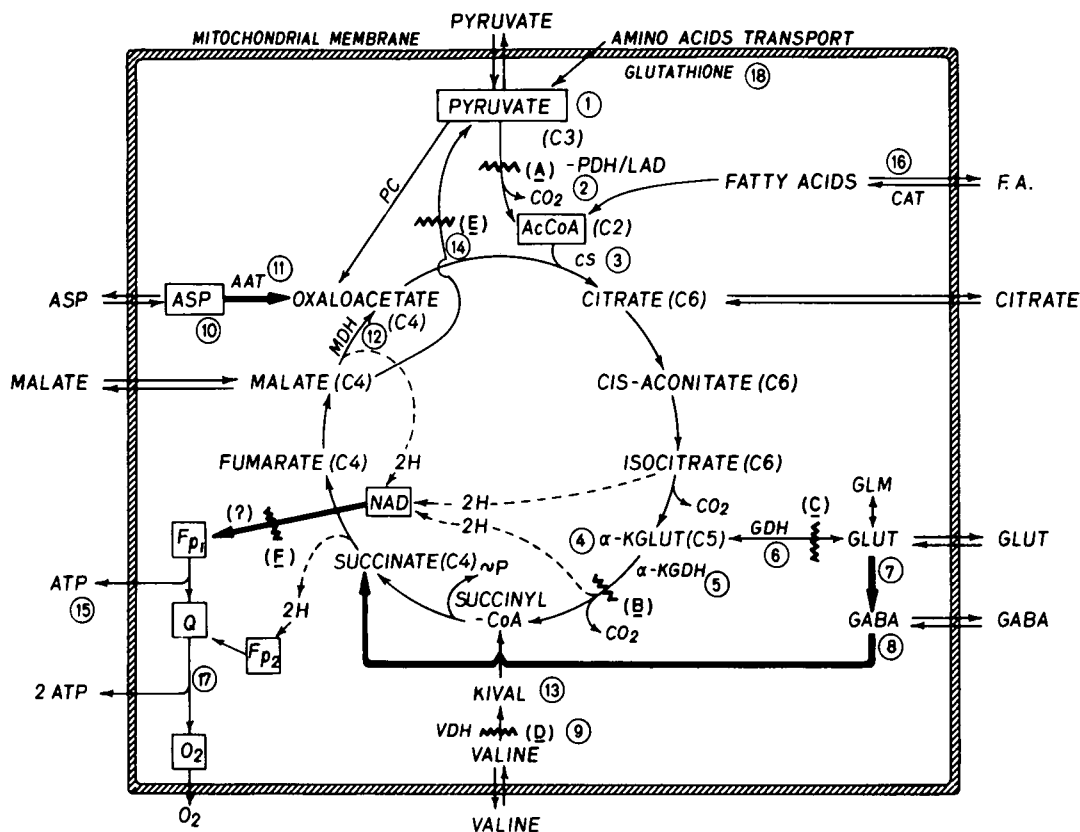 PYRUVATE
MITOCHONDRIAL MEMBRANE
AMINO ACIDS TRANSPORT
GLUTATHIONE 18
PYRUVATE 1
(C3)
(A) -PDH/LAD
CO2 2
PC
FATTY ACIDS
16
CAT
F.A.
(E)
14
AcCoA (C2)
CS 3
ASP
ASP
10
AAT 11
OXALOACETATE
(C4)
CITRATE (C6)
CITRATE
MDH
12
MALATE
MALATE (C4)
CIS-ACONITATE (C6)
FUMARATE (C4)
2H
ISOCITRATE (C6)
CO2
GLM
NAD
2H
2H
(?)
(F)
Fp1
4 α-KGLUT (C5)
GDH
6
(C)
GLUT
GLUT
SUCCINATE (C4)
~P
α-KGDH 5
7
ATP
15
2H
SUCCINYL
-CoA
(B)
CO2
GABA
GABA
8
Q
Fp2
17
2 ATP
KIVAL 13
VDH
(D) 9
VALINE
O2
O2
VALINE